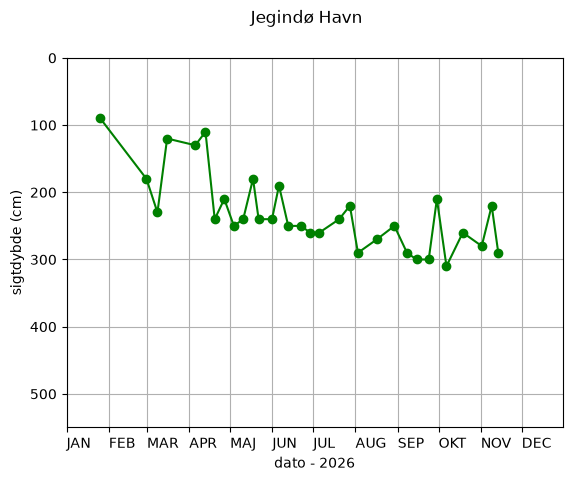 Jegindø Havn
0
100
200
300
400
500
sigtdybde (cm)
JAN FEB MAR APR MAJ JUN JUL AUG SEP OKT NOV DEC
dato - 2026